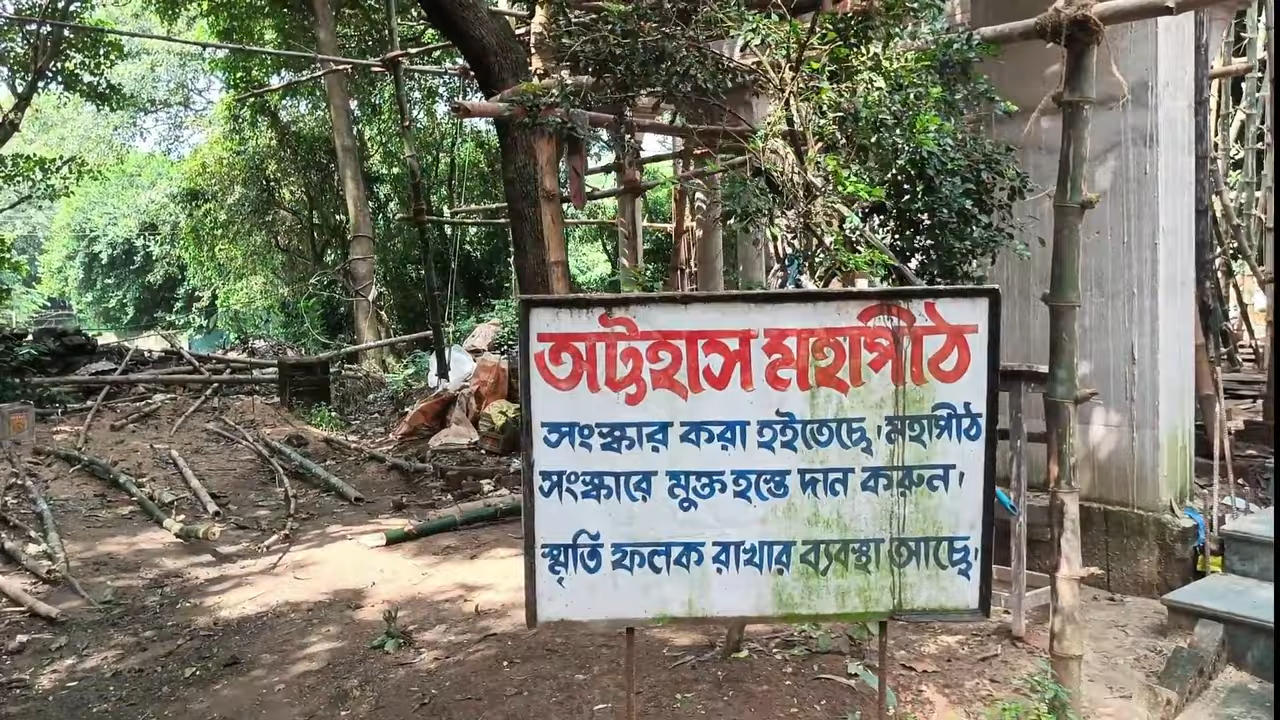 অট্টহাস মহাপীঠ
সংস্কার করা হইতেছে। মহাপীঠ
সংস্কারে মুক্ত হস্তে দান করুন।
স্মৃতি ফলক রাখার ব্যবস্থা আছে।